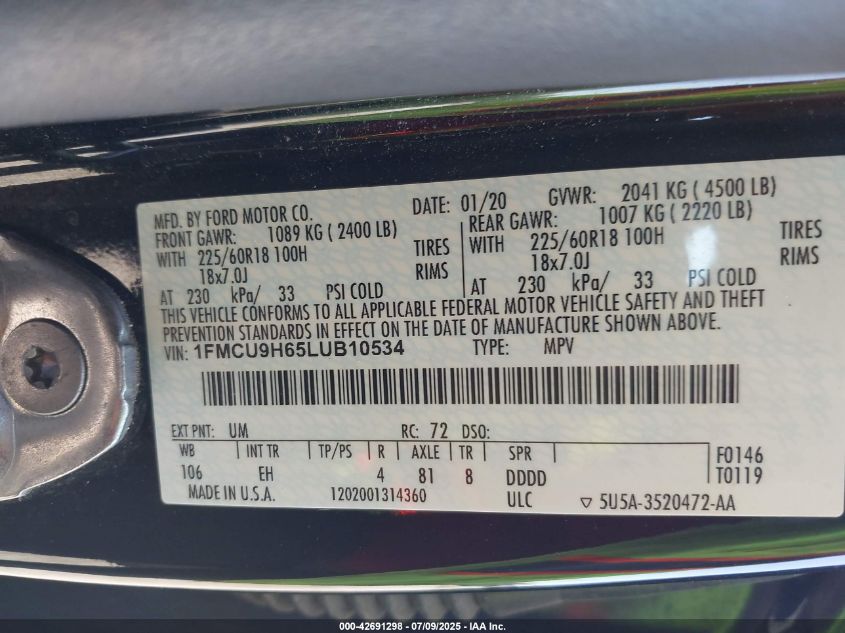 MFD. BY FORD MOTOR CO. DATE: 01/20 GVWR: 2041 KG ( 4500 LB)
FRONT GAWR: 1089 KG ( 2400 LB) REAR GAWR: 1007 KG ( 2220 LB)
WITH 225/60R18 100H TIRES WITH 225/60R18 100H TIRES
18x7.0J RIMS 18x7.0J RIMS
AT 230 kPa/ 33 PSI COLD AT 230 kPa/ 33 PSI COLD
THIS VEHICLE CONFORMS TO ALL APPLICABLE FEDERAL MOTOR VEHICLE SAFETY AND THEFT
PREVENTION STANDARDS IN EFFECT ON THE DATE OF MANUFACTURE SHOWN ABOVE.
VIN: 1FMCU9H65LUB10534 TYPE: MPV
EXT PNT: UM RC: 72 DSO:
WB INT TR TP/PS R AXLE TR SPR F0146
106 EH 4 81 8 DDDD T0119
MADE IN U.S.A. 1202001314360 ULC ▽ 5U5A-3520472-AA
000-42691298 - 07/09/2025 - IAA Inc.